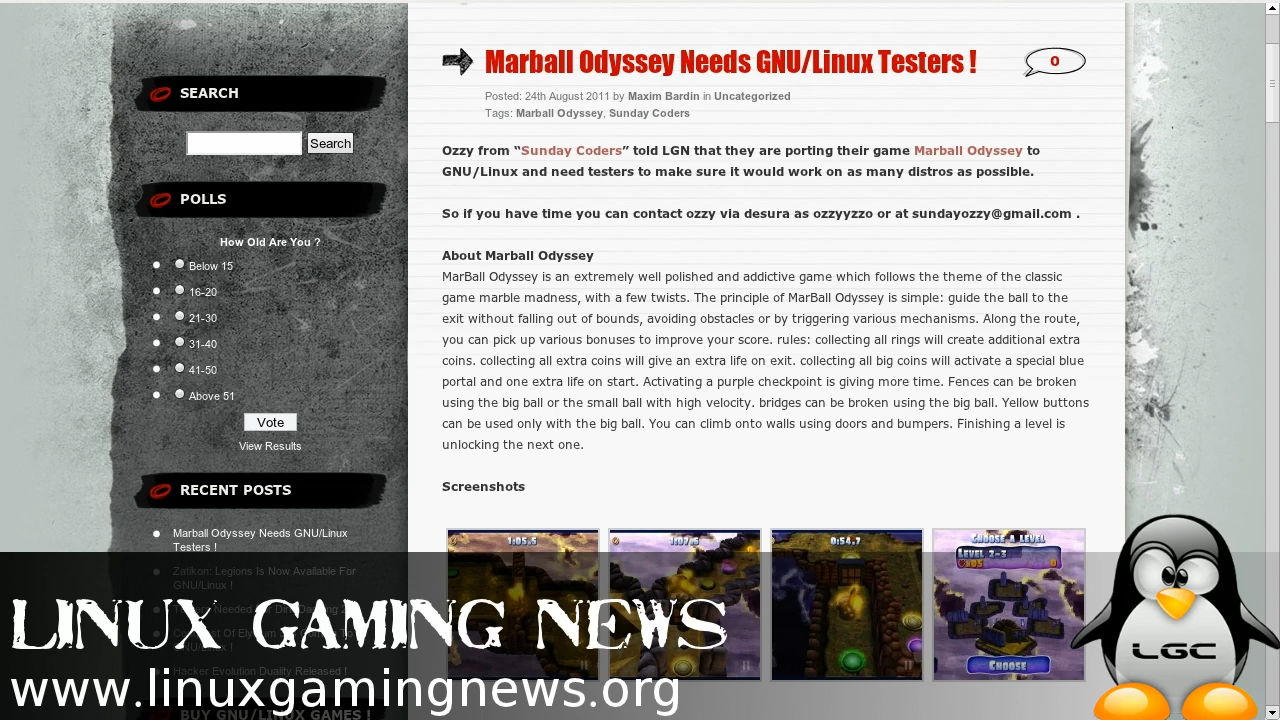 SEARCH
Search
POLLS
How Old Are You ?
Below 15
16-20
21-30
31-40
41-50
Above 51
Vote
View Results
RECENT POSTS
Marball Odyssey Needs GNU/Linux
Testers !
Zatikon: Legions Is Now Available For
GNU/Linux !
Hacker Evolution Duality Released !
BUY GNU/LINUX GAMES !
Marball Odyssey Needs GNU/Linux Testers !
0
Posted: 24th August 2011 by Maxim Bardin in Uncategorized
Tags: Marball Odyssey, Sunday Coders
Ozzy from “Sunday Coders” told LGN that they are porting their game Marball Odyssey to
GNU/Linux and need testers to make sure it would work on as many distros as possible.
So if you have time you can contact ozzy via desura as ozzyyzzo or at sundayozzy@gmail.com .
About Marball Odyssey
MarBall Odyssey is an extremely well polished and addictive game which follows the theme of the classic
game marble madness, with a few twists. The principle of MarBall Odyssey is simple: guide the ball to the
exit without falling out of bounds, avoiding obstacles or by triggering various mechanisms. Along the route,
you can pick up various bonuses to improve your score. rules: collecting all rings will create additional extra
coins. collecting all extra coins will give an extra life on exit. collecting all big coins will activate a special blue
portal and one extra life on start. Activating a purple checkpoint is giving more time. Fences can be broken
using the big ball or the small ball with high velocity. bridges can be broken using the big ball. Yellow buttons
can be used only with the big ball. You can climb onto walls using doors and bumpers. Finishing a level is
unlocking the next one.
Screenshots
1:05.5
1:07.5
0:54.7
CHOOSE A LEVEL
LEVEL 2-3
x05
0
CHOOSE
LINUX GAMING NEWS
www.linuxgamingnews.org
LGC